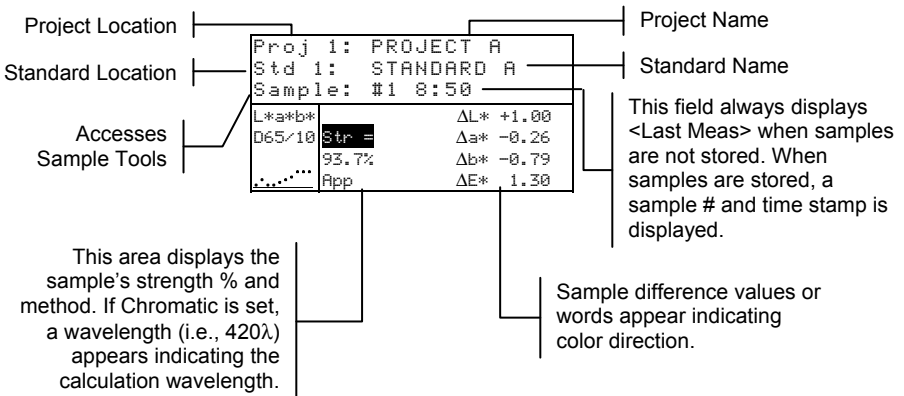 Project Location
Project Name
Proj 1: PROJECT A
Standard Location
Std 1: STANDARD A
Standard Name
Sample: #1 8:50
Accesses
Sample Tools
L*a*b*
D65/10
Str =
93.7%
App
ΔL* +1.00
Δa* -0.26
Δb* -0.79
ΔE* 1.30
This field always displays
<Last Meas> when samples
are not stored. When
samples are stored, a
sample # and time stamp is
displayed.
This area displays the
sample's strength % and
method. If Chromatic is set,
a wavelength (i.e., 420λ)
appears indicating the
calculation wavelength.
Sample difference values or
words appear indicating
color direction.